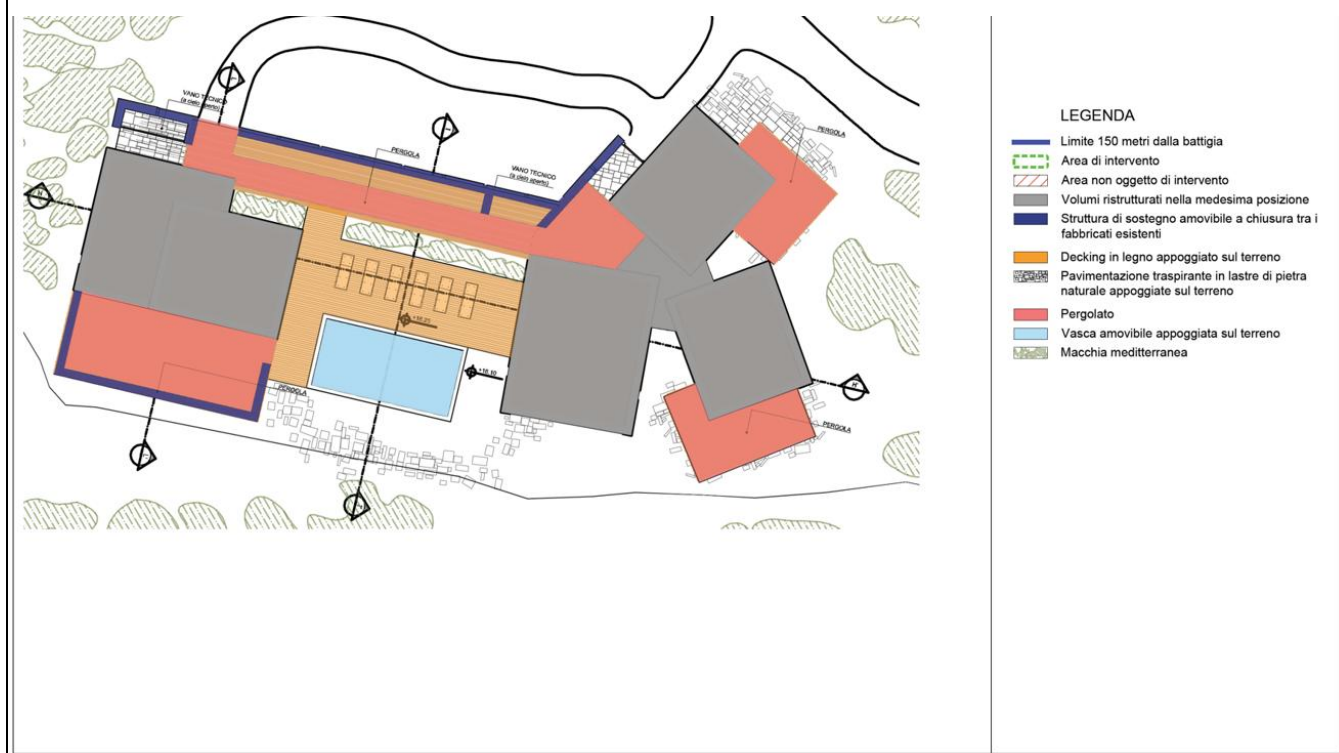 VANO TECNICO
(a cielo aperto)
PERGOLA
PERGOLA
VANO TECNICO
(a cielo aperto)
+10.10
PERGOLA
PERGOLA
H
H
LEGENDA
Limite 150 metri dalla battigia
Area di intervento
Area non oggetto di intervento
Volumi ristrutturati nella medesima posizione
Struttura di sostegno amovibile a chiusura tra i
fabbricati esistenti
Decking in legno appoggiato sul terreno
Pavimentazione traspirante in lastre di pietra
naturale appoggiate sul terreno
Pergolato
Vasca amovibile appoggiata sul terreno
Macchia mediterranea